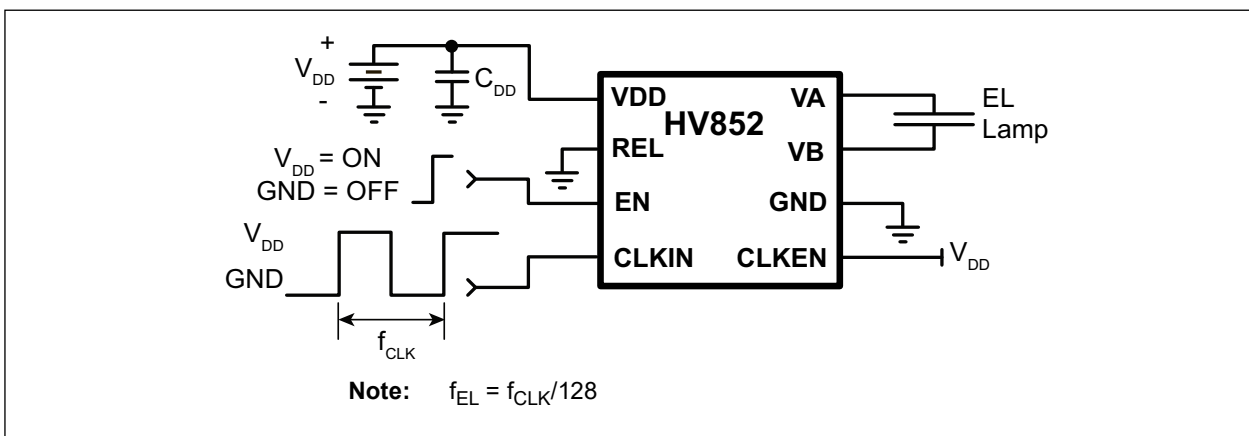 +
V_DD
-
C_DD
V_DD = ON
GND = OFF
V_DD
GND
f_CLK
HV852
VDD
REL
EN
CLKIN
VA
VB
GND
CLKEN
EL
Lamp
V_DD
Note: f_EL = f_CLK/128